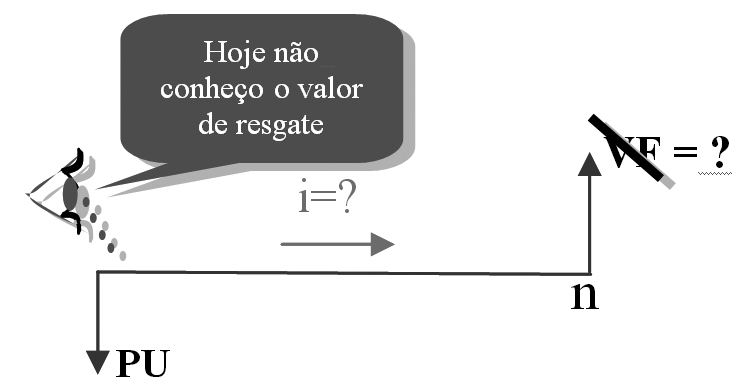 Hoje não
conheço o valor
de resgate
i=?
VF = ?
n
PU